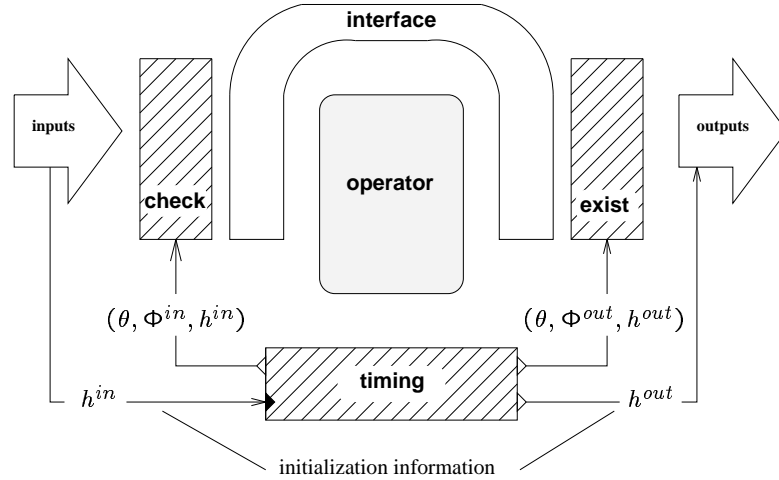 interface
inputs
outputs
operator
check
exist
(θ, Φ^{in}, h^{in})
(θ, Φ^{out}, h^{out})
timing
h^{in}
h^{out}
initialization information